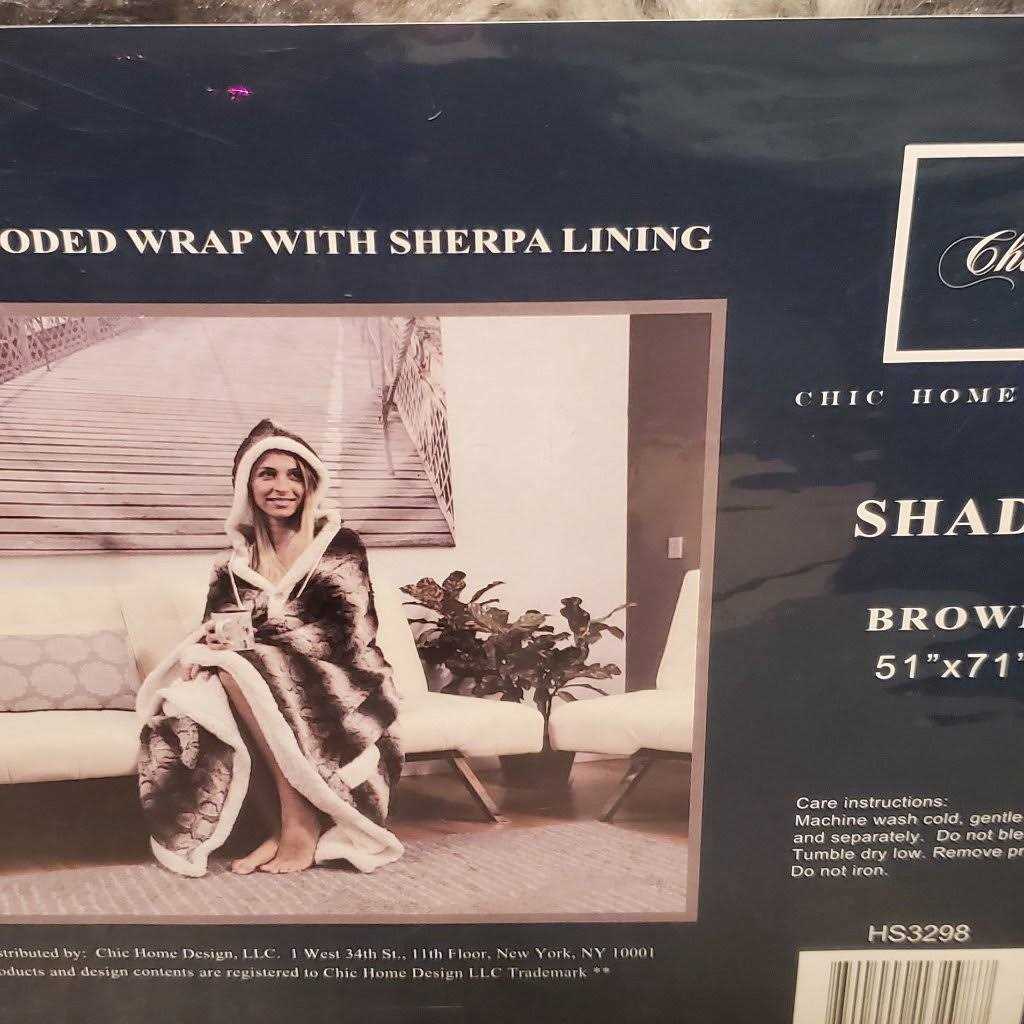 ODED WRAP WITH SHERPA LINING
Chi
CHIC HOME
SHAD
BROW
51”x71”
Care instructions:
Machine wash cold, gentle
and separately. Do not ble
Tumble dry low. Remove pr
Do not iron.
HS3298
stributed by: Chic Home Design, LLC. 1 West 34th St., 11th Floor, New York, NY 10001
oducts and design contents are registered to Chic Home Design LLC Trademark **